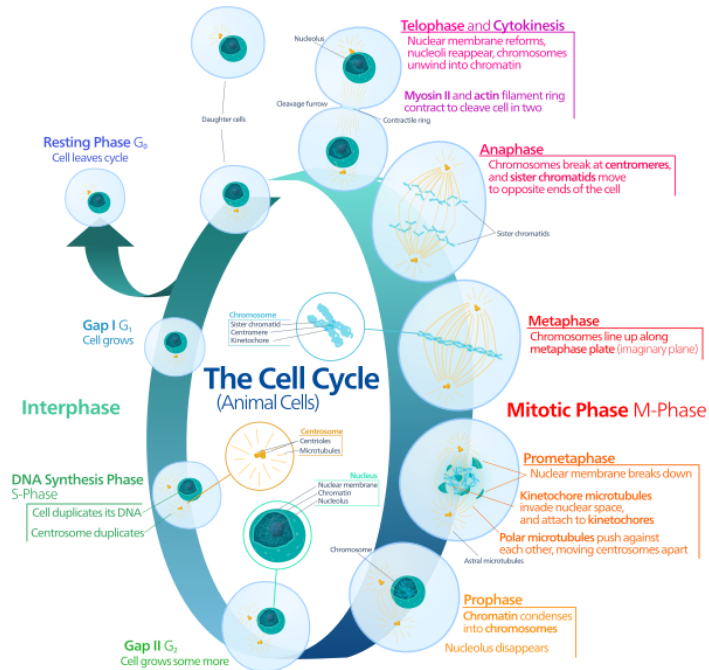 Telophase and Cytokinesis
Nuclear membrane reforms,
nucleoli reappear, chromosomes
unwind into chromatin
Myosin II and actin filament ring
contract to cleave cell in two
Nucleolus
Cleavage furrow
Contractile ring
Daughter cells
Resting Phase G₀
Cell leaves cycle
Anaphase
Chromosomes break at centromeres,
and sister chromatids move
to opposite ends of the cell
Sister chromatids
Gap I G₁
Cell grows
Chromosome
Sister chromatid
Centromere
Kinetochore
Metaphase
Chromosomes line up along
metaphase plate (imaginary plane)
The Cell Cycle
(Animal Cells)
Interphase
Mitotic Phase M-Phase
Centrosome
Centrioles
Microtubules
Prometaphase
Nuclear membrane breaks down
Kinetochore microtubules
invade nuclear space,
and attach to kinetochores
Polar microtubules push against
each other, moving centrosomes apart
Astral microtubules
DNA Synthesis Phase
S-Phase
Cell duplicates its DNA
Centrosome duplicates
Nucleus
Nuclear membrane
Chromatin
Nucleolus
Chromosome
Prophase
Chromatin condenses
into chromosomes
Nucleolus disappears
Gap II G₂
Cell grows some more